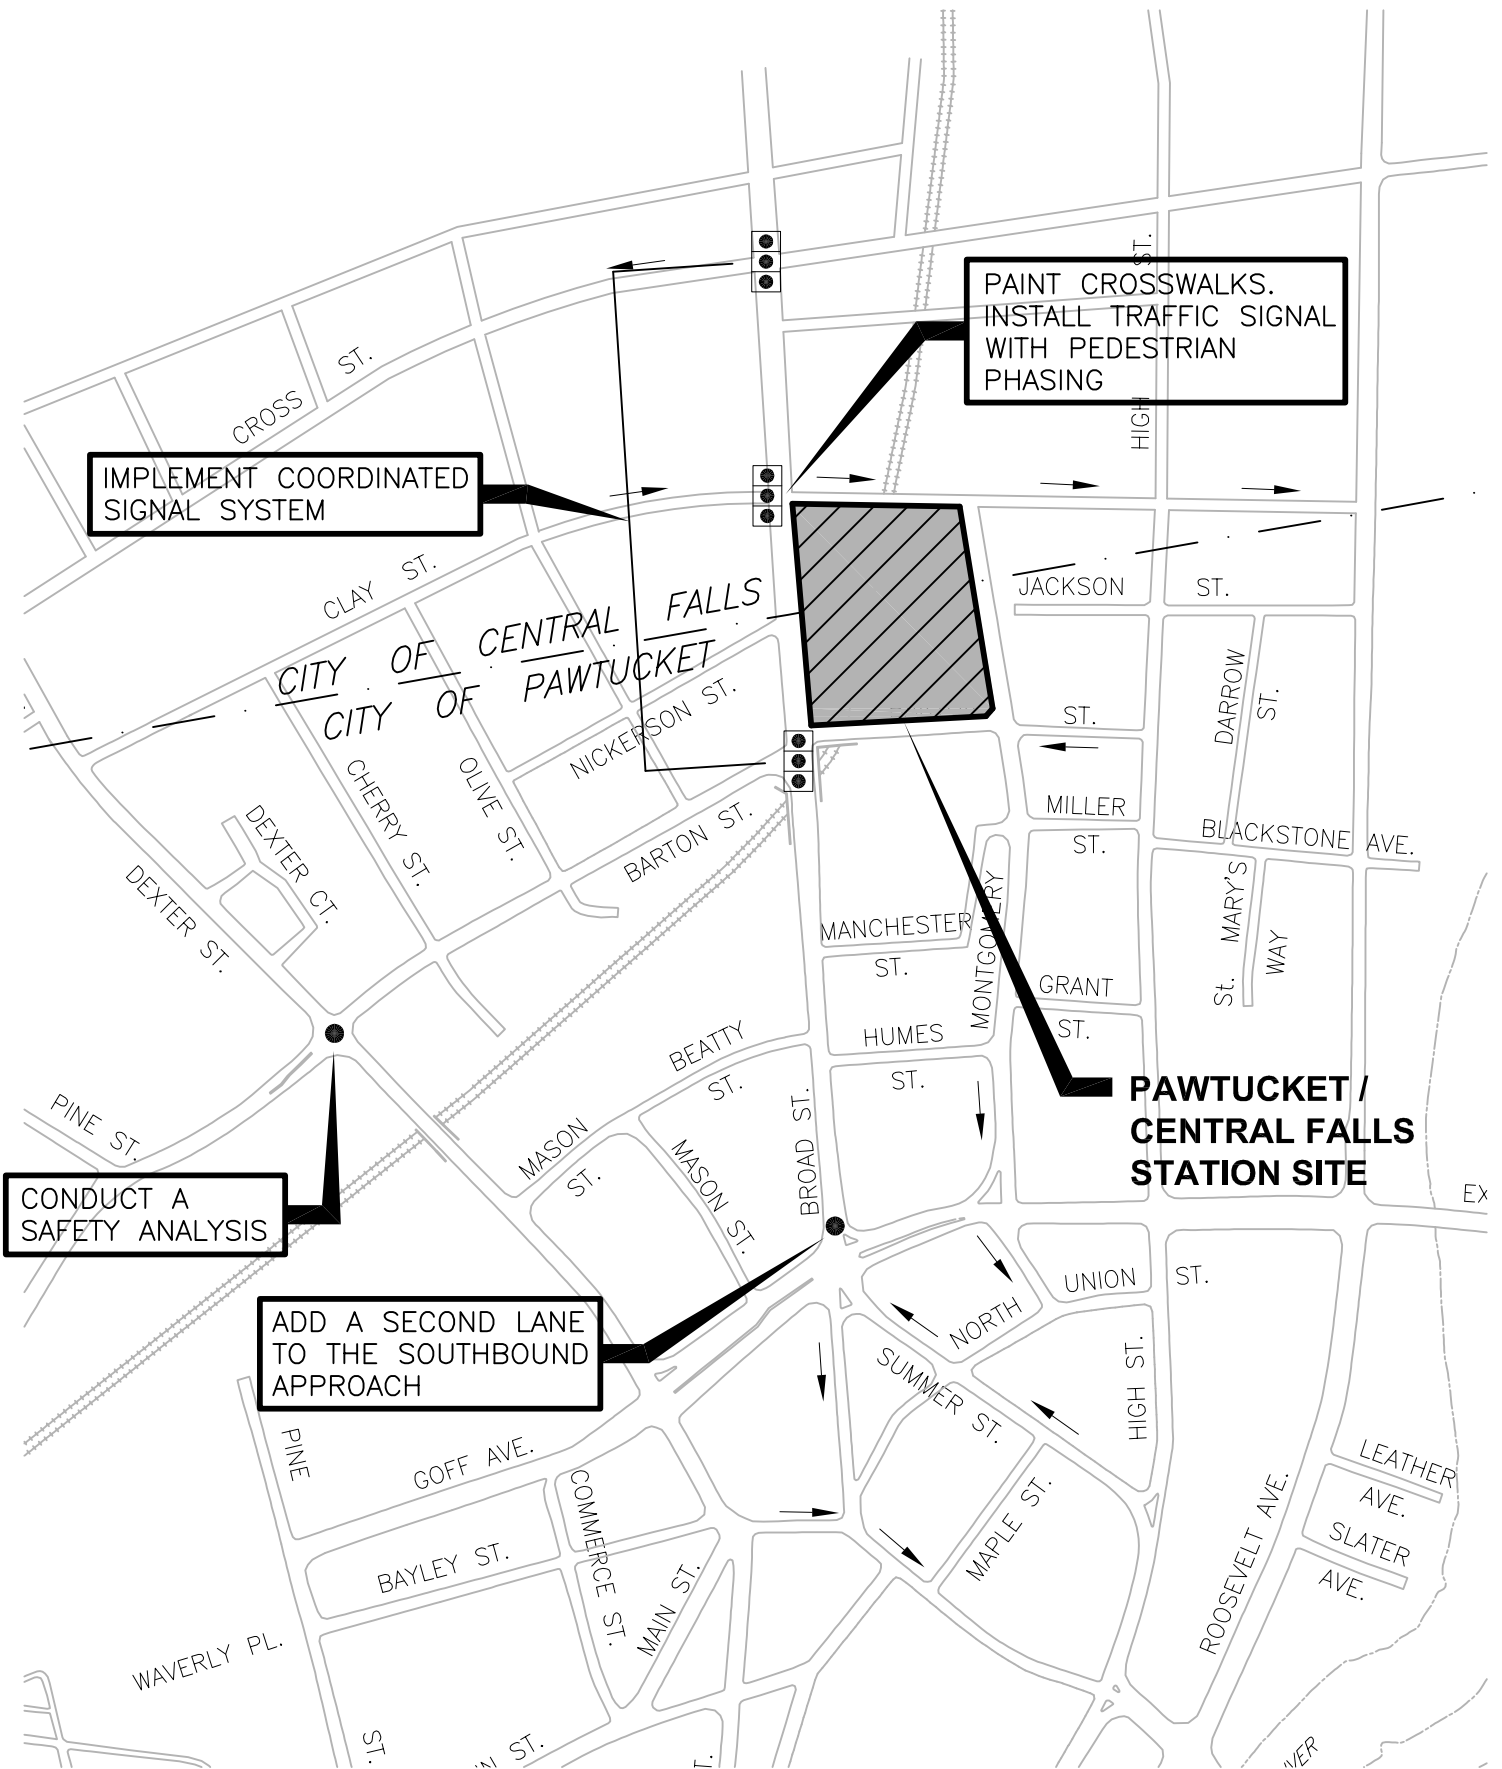 ST.
PAINT CROSSWALKS.
INSTALL TRAFFIC SIGNAL
WITH PEDESTRIAN
PHASING
HIGH
CROSS ST.
IMPLEMENT COORDINATED
SIGNAL SYSTEM
CLAY ST.
CITY OF CENTRAL FALLS
CITY OF PAWTUCKET
JACKSON ST.
NICKERSON ST.
DARROW ST.
ST.
CHERRY ST.
OLIVE ST.
DEXTER CT.
DEXTER ST.
BARTON ST.
MILLER
ST.
BLACKSTONE AVE.
MANCHESTER
ST.
MONTGOMERY
St. MARY'S
WAY
GRANT
ST.
HUMES
ST.
BEATTY
ST.
MASON
ST.
MASON ST.
BROAD ST.
PAWTUCKET /
CENTRAL FALLS
STATION SITE
PINE ST.
CONDUCT A
SAFETY ANALYSIS
EX
ADD A SECOND LANE
TO THE SOUTHBOUND
APPROACH
UNION ST.
NORTH
SUMMER ST.
HIGH ST.
PINE
GOFF AVE.
COMMERCE ST.
BAYLEY ST.
MAIN ST.
MAPLE ST.
ROOSEVELT AVE.
LEATHER
AVE.
SLATER
AVE.
WAVERLY PL.
ST.
N ST.
T.
VER